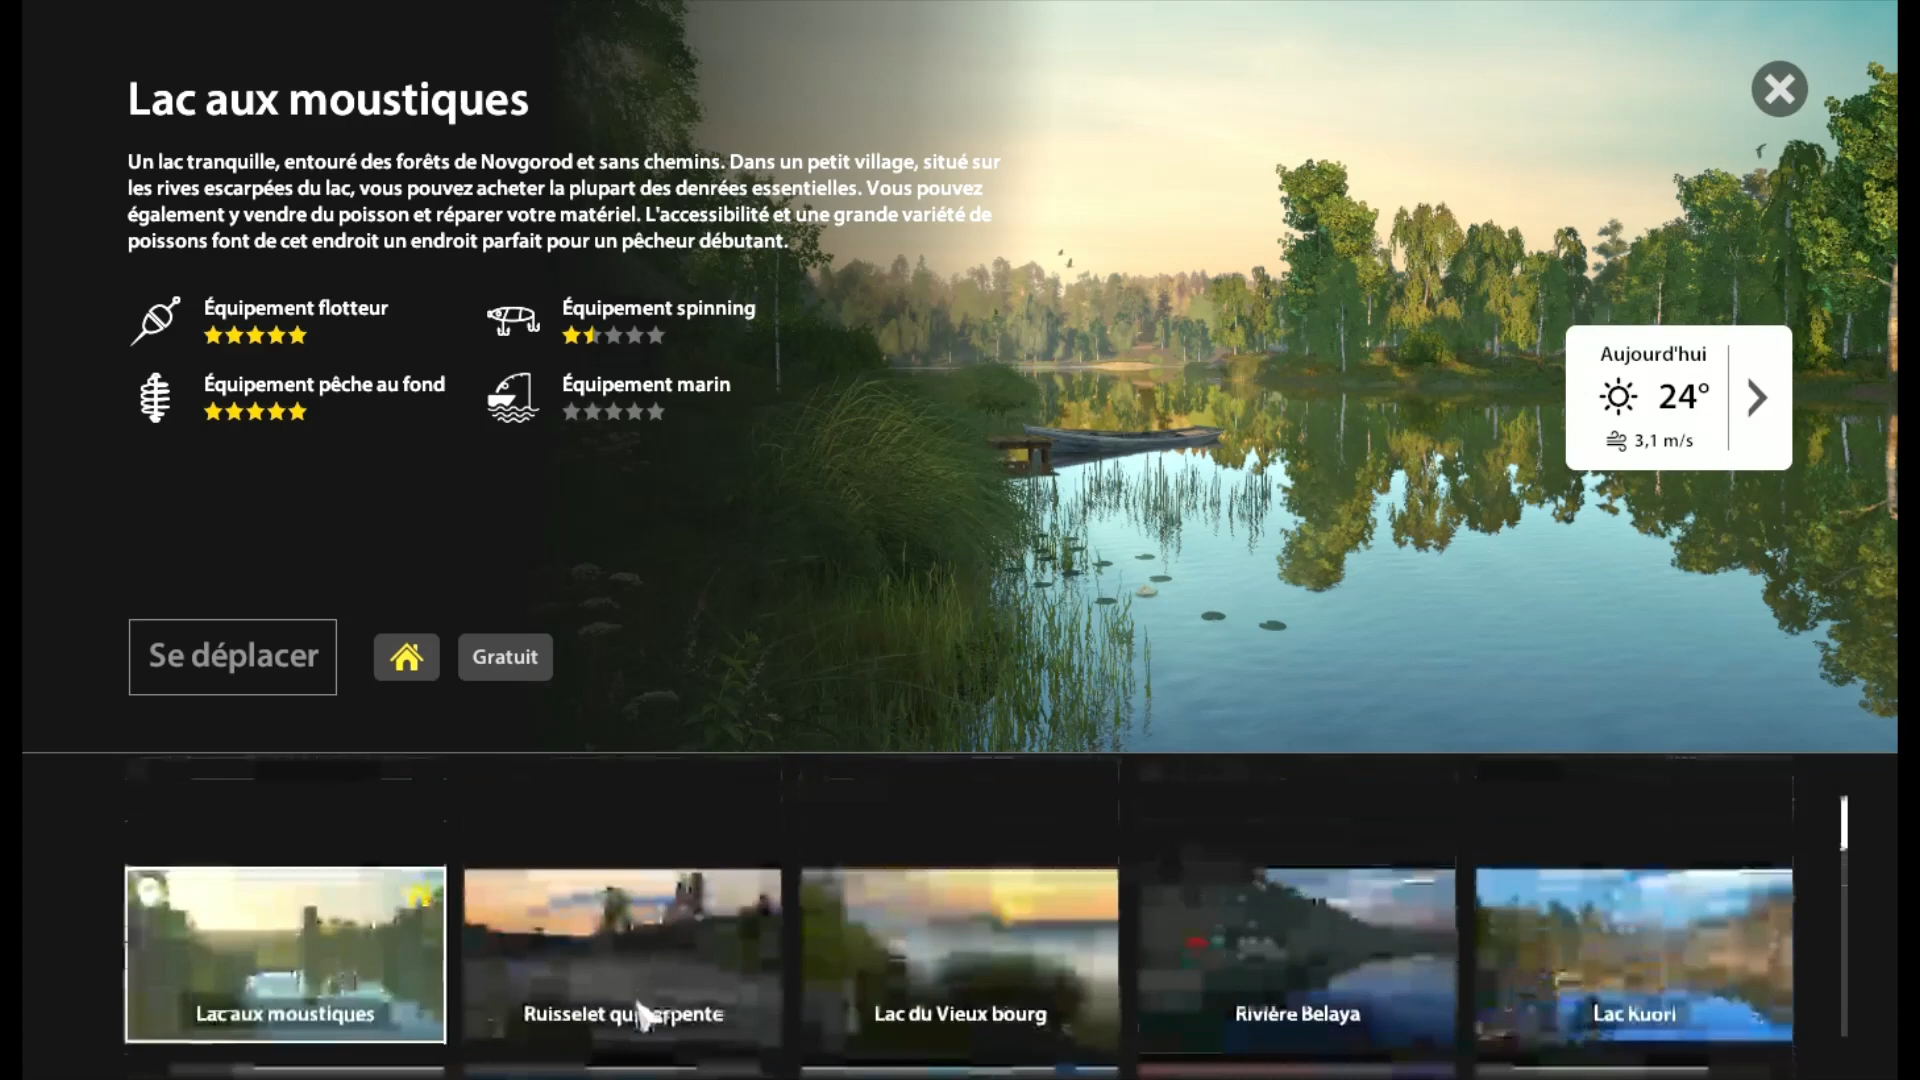 Lac aux moustiques
Un lac tranquille, entouré des forêts de Novgorod et sans chemins. Dans un petit village, situé sur
les rives escarpées du lac, vous pouvez acheter la plupart des denrées essentielles. Vous pouvez
également y vendre du poisson et réparer votre matériel. L'accessibilité et une grande variété de
poissons font de cet endroit un endroit parfait pour un pêcheur débutant.
Équipement flotteur
Équipement spinning
Équipement pêche au fond
Équipement marin
Aujourd'hui
24°
3,1 m/s
Se déplacer
Gratuit
Lac aux moustiques
Ruisselet
Lac du Vieux bourg
Rivière Belaya
Lac Kuori